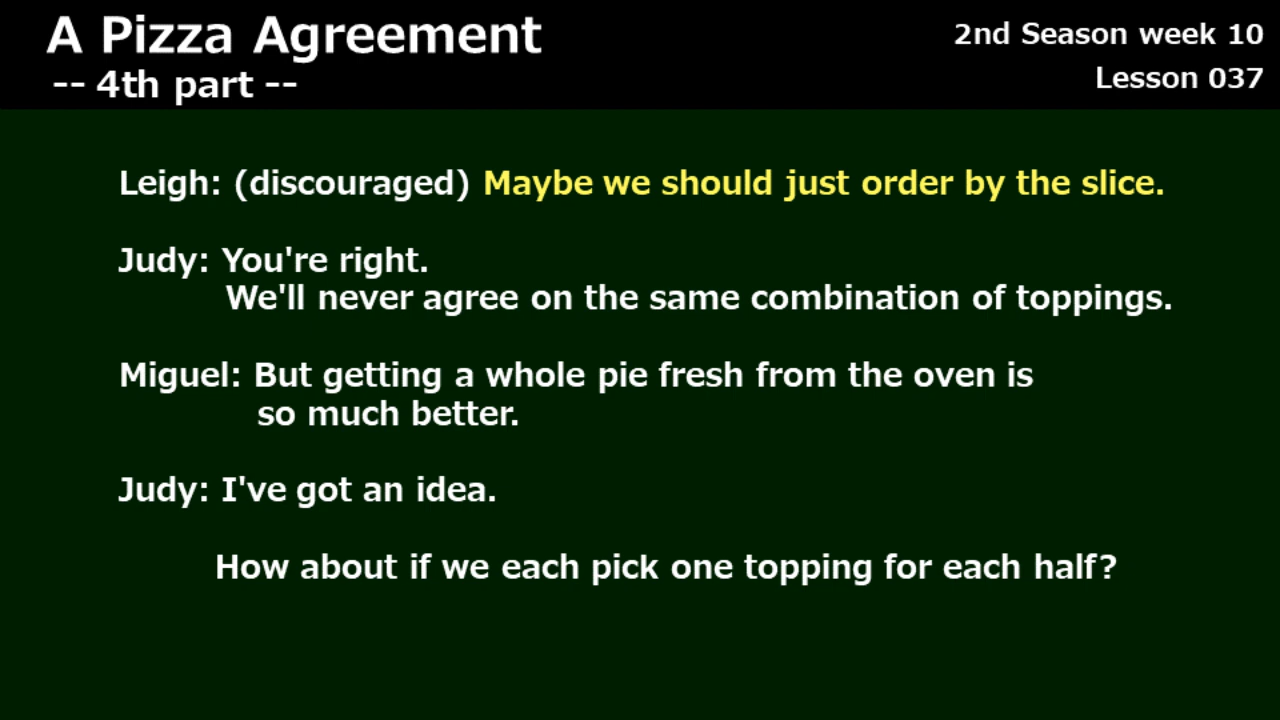 A Pizza Agreement
-- 4th part --
2nd Season week 10
Lesson 037
Leigh: (discouraged) Maybe we should just order by the slice.
Judy: You're right.
We'll never agree on the same combination of toppings.
Miguel: But getting a whole pie fresh from the oven is
so much better.
Judy: I've got an idea.
How about if we each pick one topping for each half?